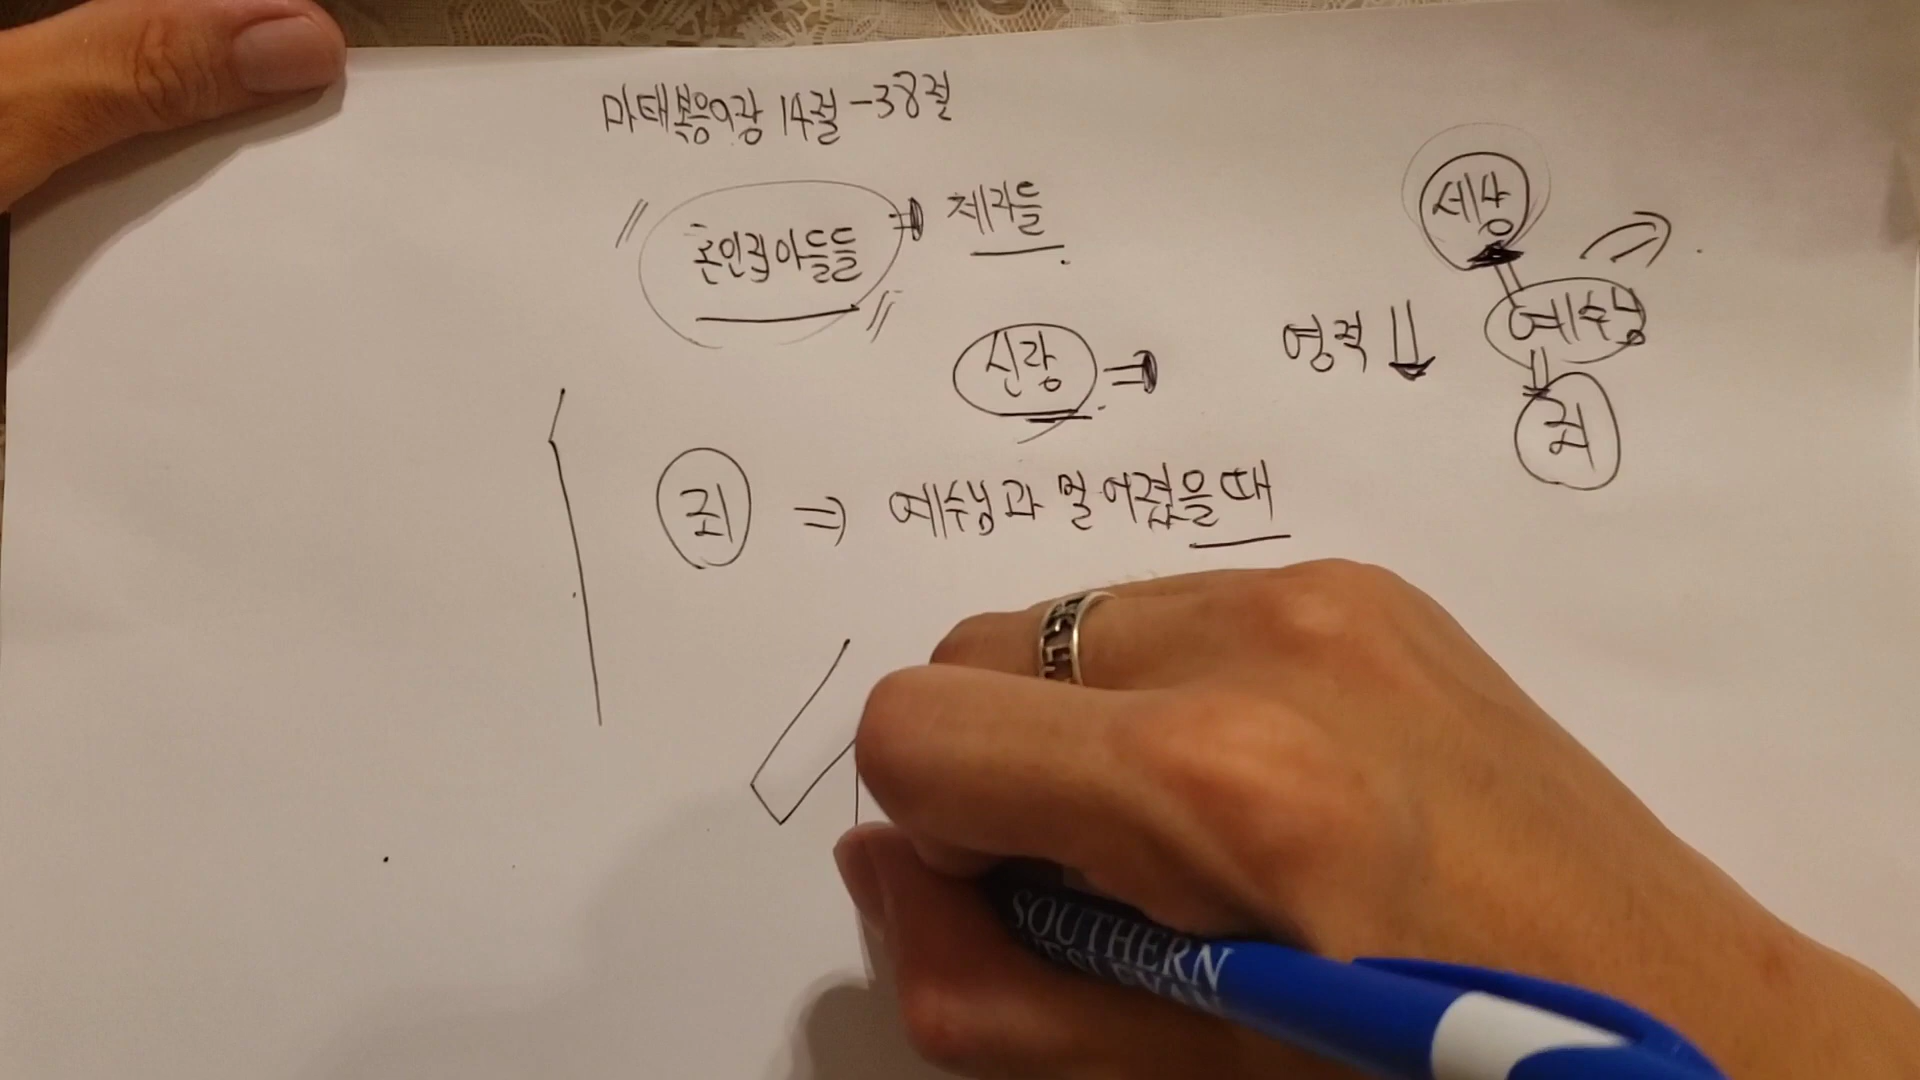 마태복음9장 14절-38절
혼인집아들들 제자들
세상
신랑
영적
예수님
죄
죄 ⇒ 예수님과 멀어졌을때
SOUTHERN
WESLEYAN